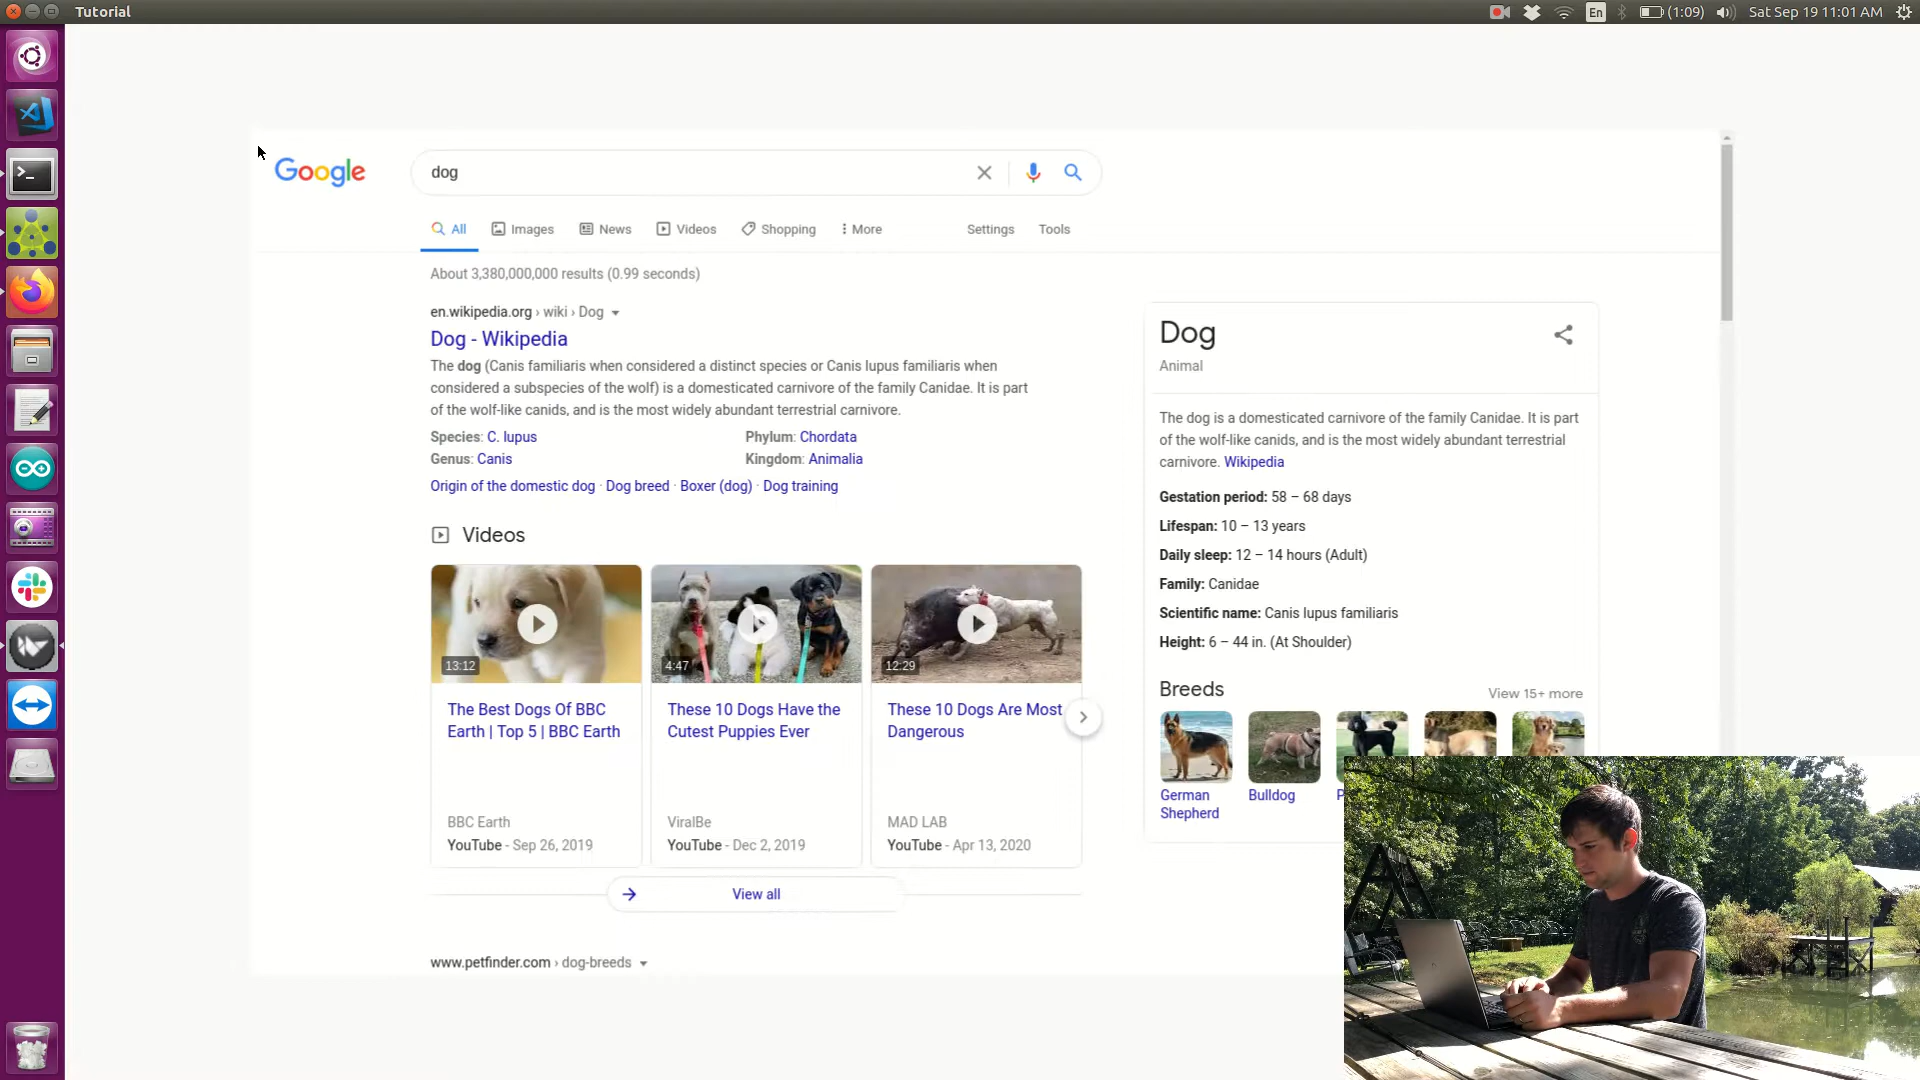 Tutorial
En
(1:09)
Sat Sep 19 11:01 AM
Google
dog
All
Images
News
Videos
Shopping
More
Settings
Tools
About 3,380,000,000 results (0.99 seconds)
en.wikipedia.org › wiki › Dog
Dog - Wikipedia
The dog (Canis familiaris when considered a distinct species or Canis lupus familiaris when
considered a subspecies of the wolf) is a domesticated carnivore of the family Canidae. It is part
of the wolf-like canids, and is the most widely abundant terrestrial carnivore.
Species: C. lupus
Phylum: Chordata
Genus: Canis
Kingdom: Animalia
Origin of the domestic dog · Dog breed · Boxer (dog) · Dog training
Videos
13:12
4:47
12:29
The Best Dogs Of BBC
Earth | Top 5 | BBC Earth
These 10 Dogs Have the
Cutest Puppies Ever
These 10 Dogs Are Most
Dangerous
BBC Earth
YouTube - Sep 26, 2019
ViralBe
YouTube - Dec 2, 2019
MAD LAB
YouTube - Apr 13, 2020
View all
www.petfinder.com › dog-breeds
Dog
Animal
The dog is a domesticated carnivore of the family Canidae. It is part
of the wolf-like canids, and is the most widely abundant terrestrial
carnivore. Wikipedia
Gestation period: 58 – 68 days
Lifespan: 10 – 13 years
Daily sleep: 12 – 14 hours (Adult)
Family: Canidae
Scientific name: Canis lupus familiaris
Height: 6 – 44 in. (At Shoulder)
Breeds
View 15+ more
German
Shepherd
Bulldog